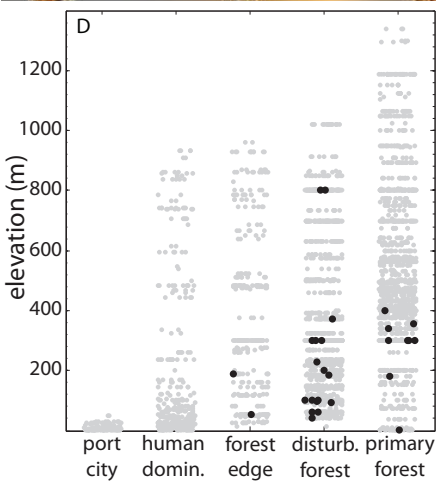 D
1200
1000
800
600
400
200
elevation (m)
port city
human domin.
forest edge
disturb. forest
primary forest